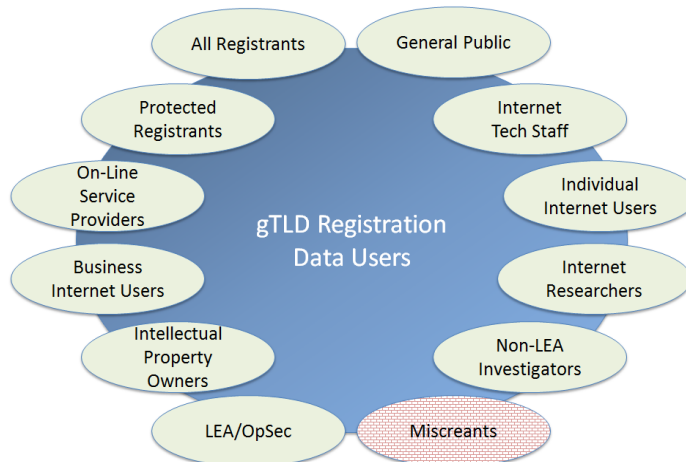 All Registrants
General Public
Protected
Registrants
Internet
Tech Staff
On-Line
Service
Providers
Individual
Internet Users
gTLD Registration
Data Users
Business
Internet Users
Internet
Researchers
Intellectual
Property
Owners
Non-LEA
Investigators
LEA/OpSec
Miscreants